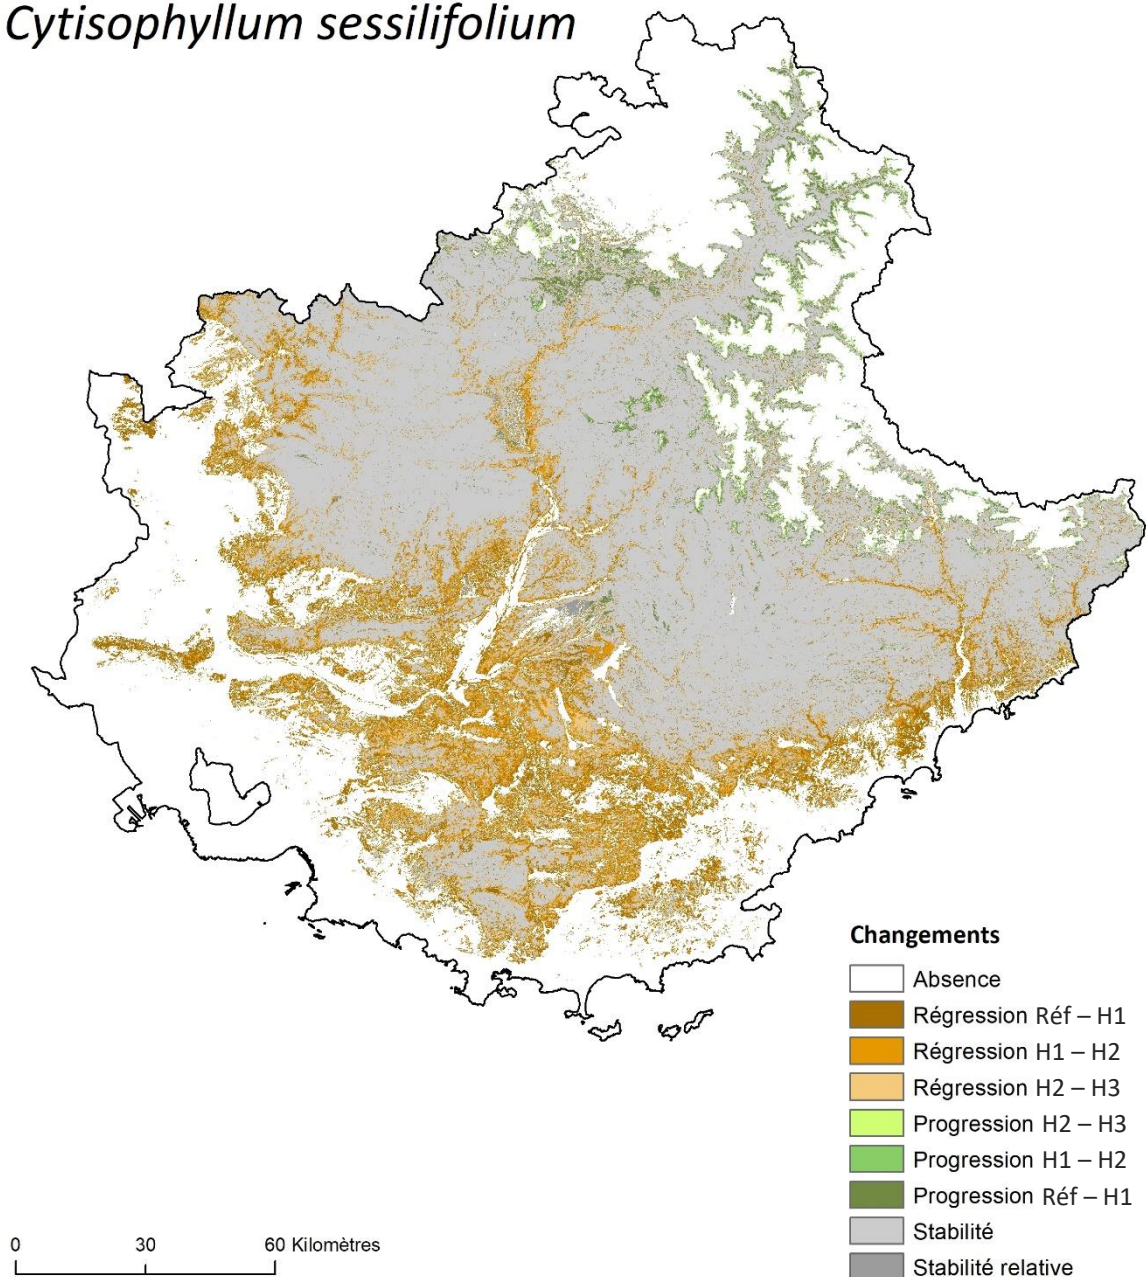 Cytisophyllum sessilifolium
Changements
Absence
Régression Réf – H1
Régression H1 – H2
Régression H2 – H3
Progression H2 – H3
Progression H1 – H2
Progression Réf – H1
Stabilité
Stabilité relative
0 30 60 Kilomètres